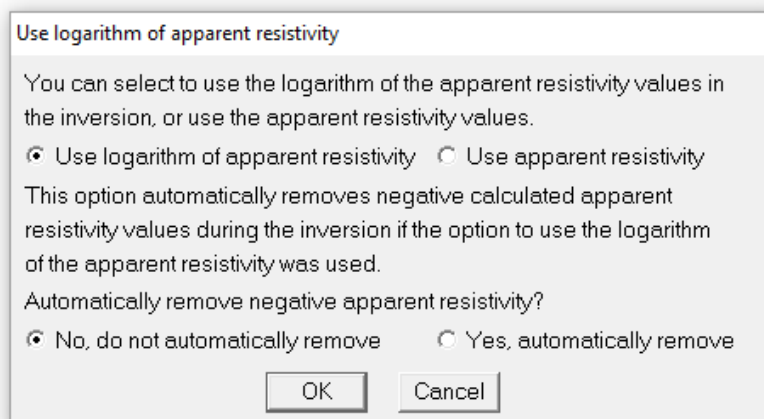 Use logarithm of apparent resistivity
You can select to use the logarithm of the apparent resistivity values in
the inversion, or use the apparent resistivity values.
Use logarithm of apparent resistivity Use apparent resistivity
This option automatically removes negative calculated apparent
resistivity values during the inversion if the option to use the logarithm
of the apparent resistivity was used.
Automatically remove negative apparent resistivity?
No, do not automatically remove Yes, automatically remove
OK Cancel